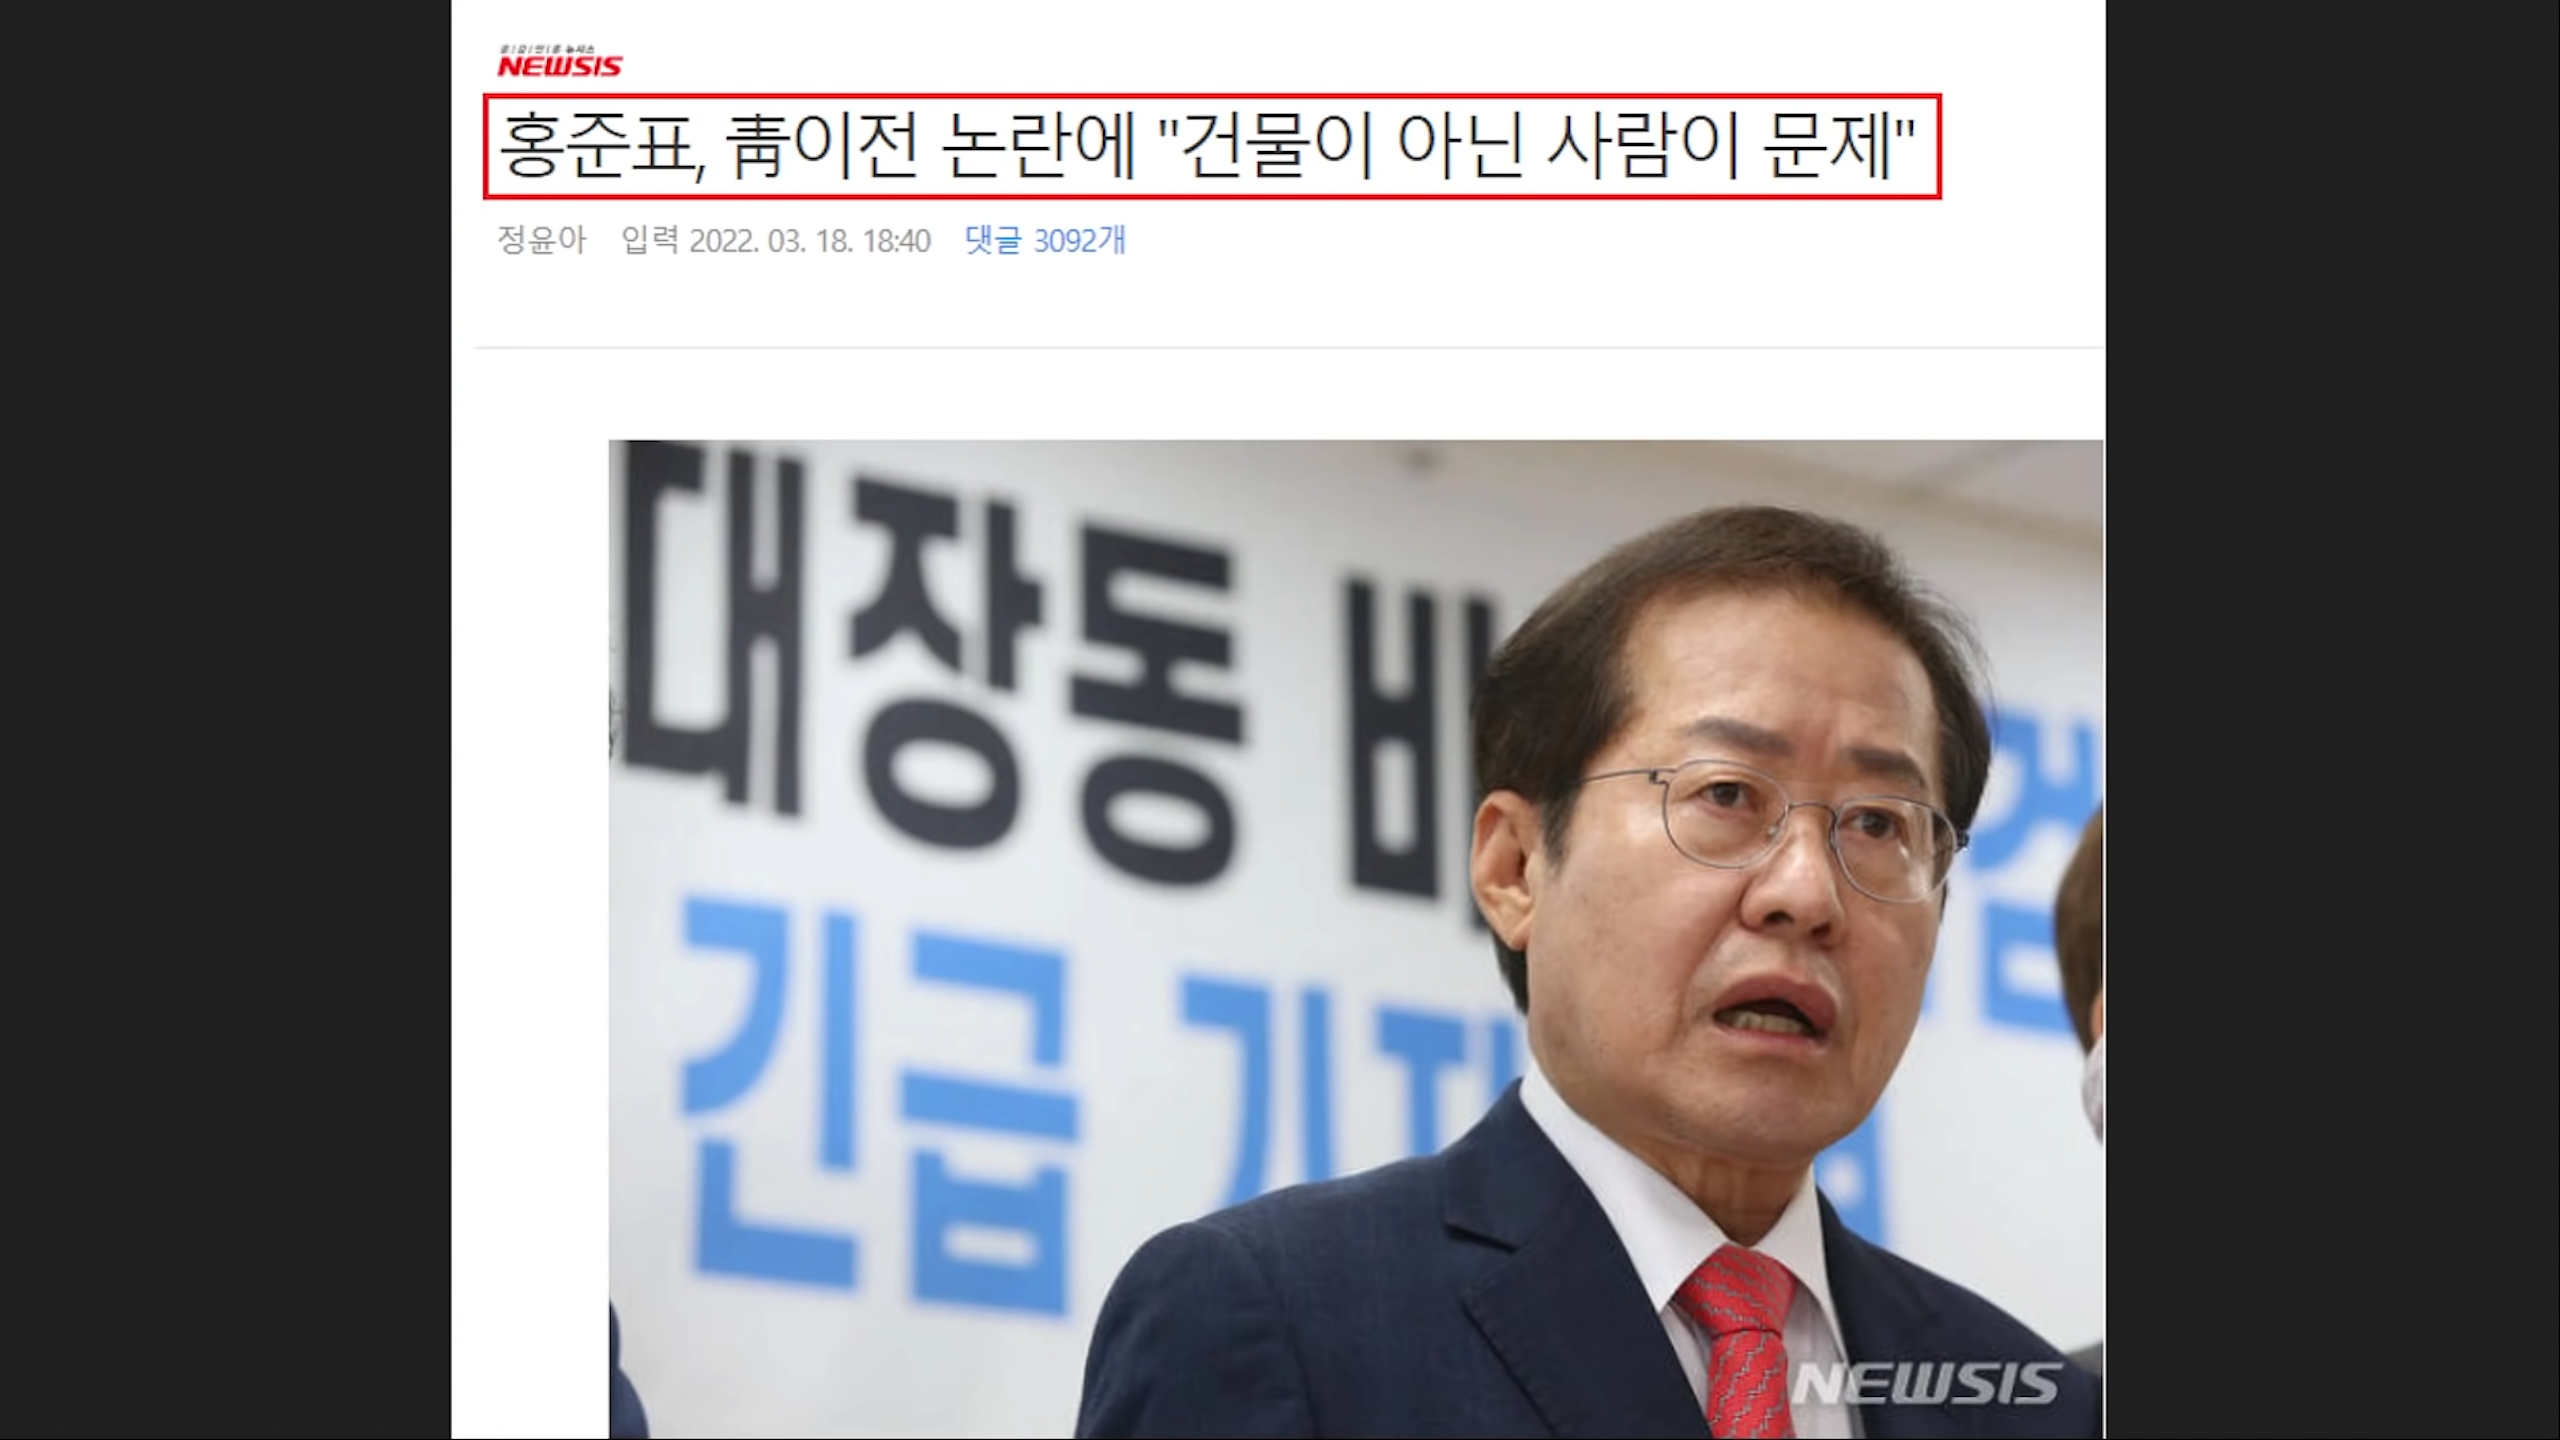 NEWSIS
홍준표, 靑이전 논란에 "건물이 아닌 사람이 문제"
정윤아 입력 2022. 03. 18. 18:40 댓글 3092개
대장동
긴급
NEWSIS